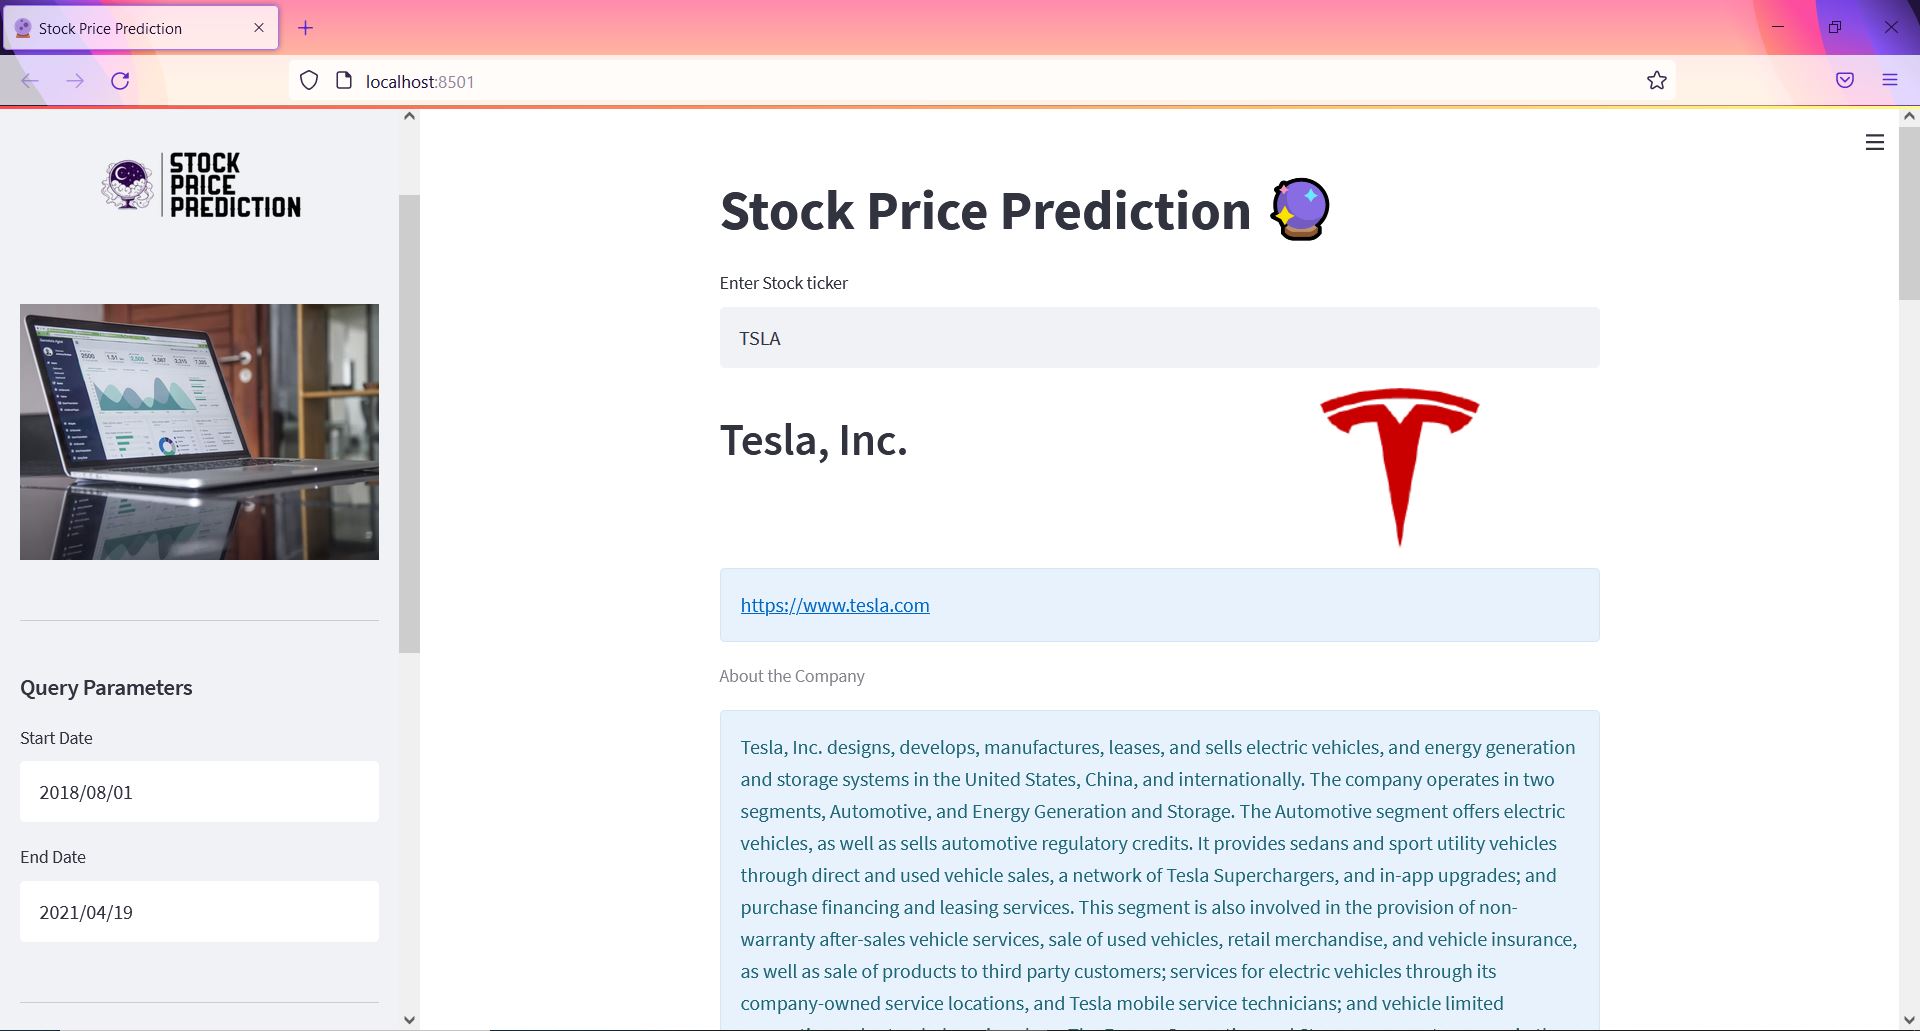 Stock Price Prediction
localhost:8501
STOCK
PRICE
PREDICTION
Query Parameters
Start Date
2018/08/01
End Date
2021/04/19
Stock Price Prediction
Enter Stock ticker
TSLA
Tesla, Inc.
https://www.tesla.com
About the Company
Tesla, Inc. designs, develops, manufactures, leases, and sells electric vehicles, and energy generation
and storage systems in the United States, China, and internationally. The company operates in two
segments, Automotive, and Energy Generation and Storage. The Automotive segment offers electric
vehicles, as well as sells automotive regulatory credits. It provides sedans and sport utility vehicles
through direct and used vehicle sales, a network of Tesla Superchargers, and in-app upgrades; and
purchase financing and leasing services. This segment is also involved in the provision of non-
warranty after-sales vehicle services, sale of used vehicles, retail merchandise, and vehicle insurance,
as well as sale of products to third party customers; services for electric vehicles through its
company-owned service locations, and Tesla mobile service technicians; and vehicle limited